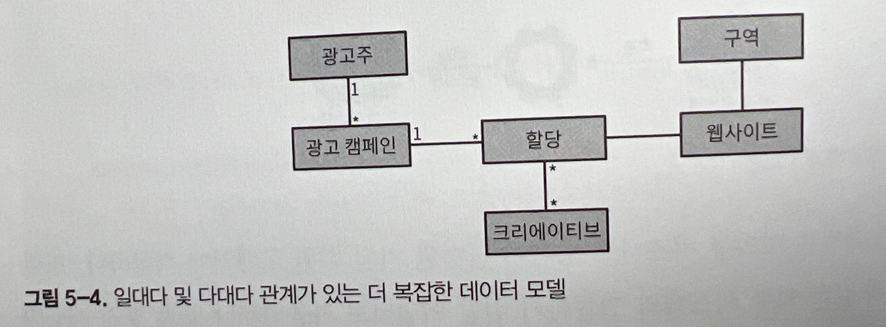 광고주
구역
1
*
광고 캠페인
1
*
할당
웹사이트
*
*
크리에이티브
그림 5-4. 일대다 및 다대다 관계가 있는 더 복잡한 데이터 모델